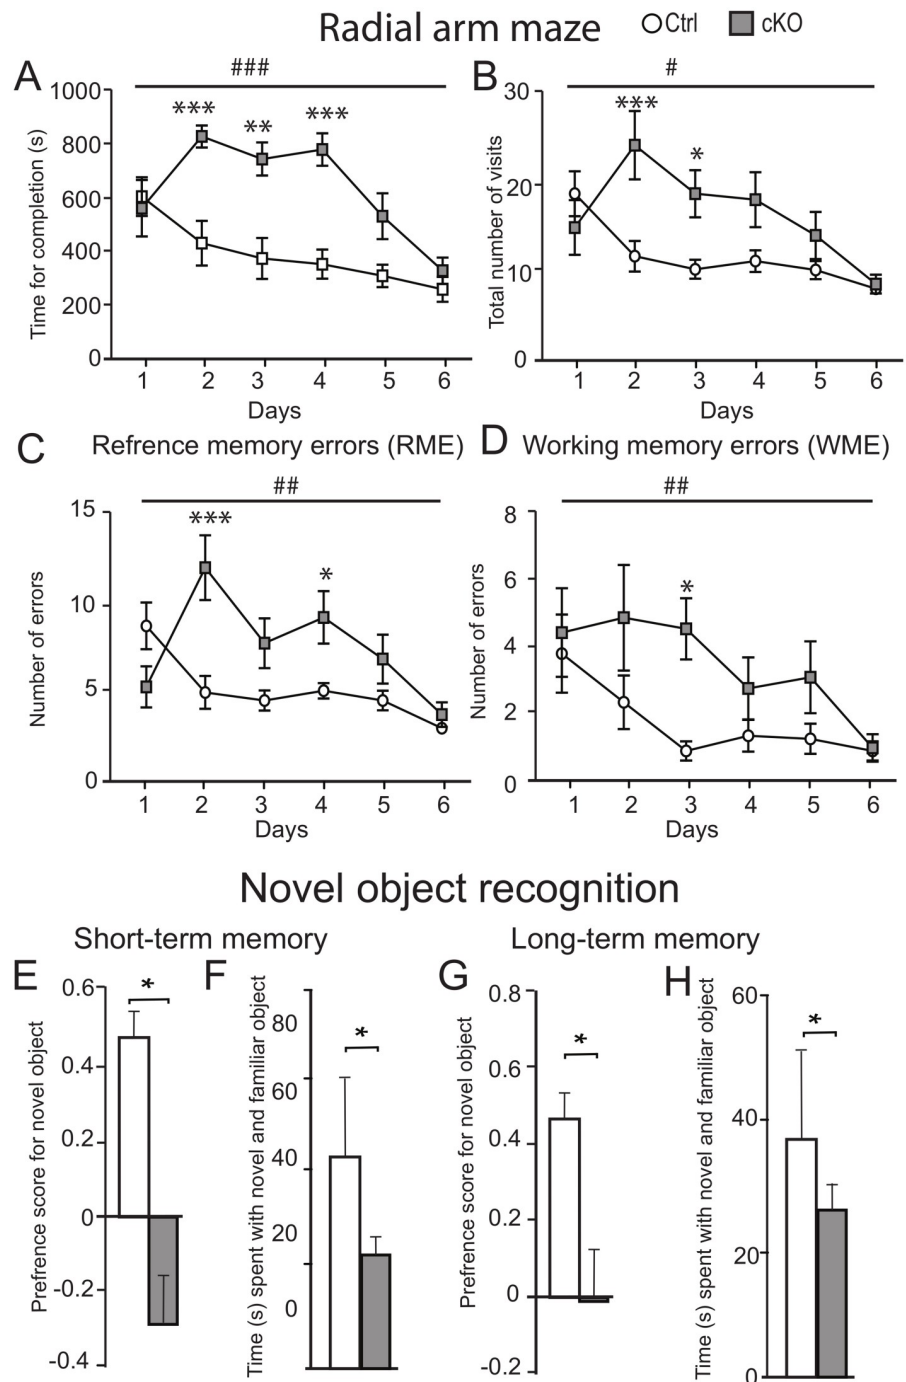 Radial arm maze
Ctrl
cKO
A
###
Time for completion (s)
1000
800
600
400
200
0
***
**
***
1 2 3 4 5 6
Days
B
#
Total number of visits
30
20
10
0
***
*
1 2 3 4 5 6
Days
C
Refrence memory errors (RME)
##
Number of errors
15
10
5
0
***
*
1 2 3 4 5 6
Days
D
Working memory errors (WME)
##
Number of errors
8
6
4
2
0
*
1 2 3 4 5 6
Days
Novel object recognition
Short-term memory
Long-term memory
E
Prefrence score for novel object
0.6
0.4
0.2
0
-0.2
-0.4
*
F
Time (s) spent with novel and familiar object
80
60
40
20
0
*
G
Prefrence score for novel object
0.8
0.6
0.4
0.2
0
-0.2
*
H
Time (s) spent with novel and familiar object
60
40
20
0
*